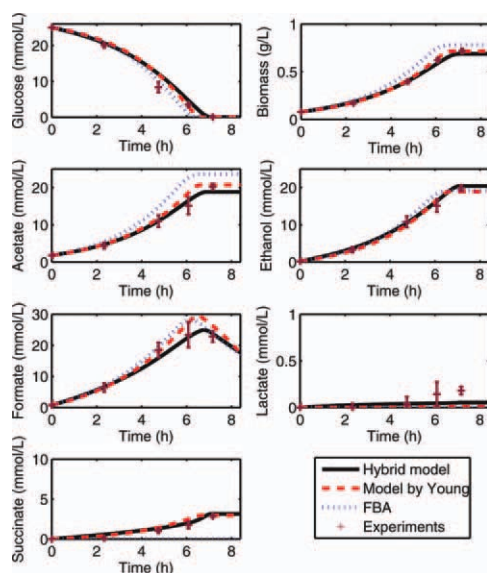 Glucose (mmol/L)
20
10
0
0 2 4 6 8
Time (h)
Biomass (g/L)
1
0.5
0
0 2 4 6 8
Time (h)
Acetate (mmol/L)
30
20
10
0
0 2 4 6 8
Time (h)
Ethanol (mmol/L)
30
20
10
0
0 2 4 6 8
Time (h)
Formate (mmol/L)
30
20
10
0
0 2 4 6 8
Time (h)
Lactate (mmol/L)
1
0.5
0
0 2 4 6 8
Time (h)
Succinate (mmol/L)
10
5
0
0 2 4 6 8
Time (h)
Hybrid model
Model by Young
FBA
Experiments